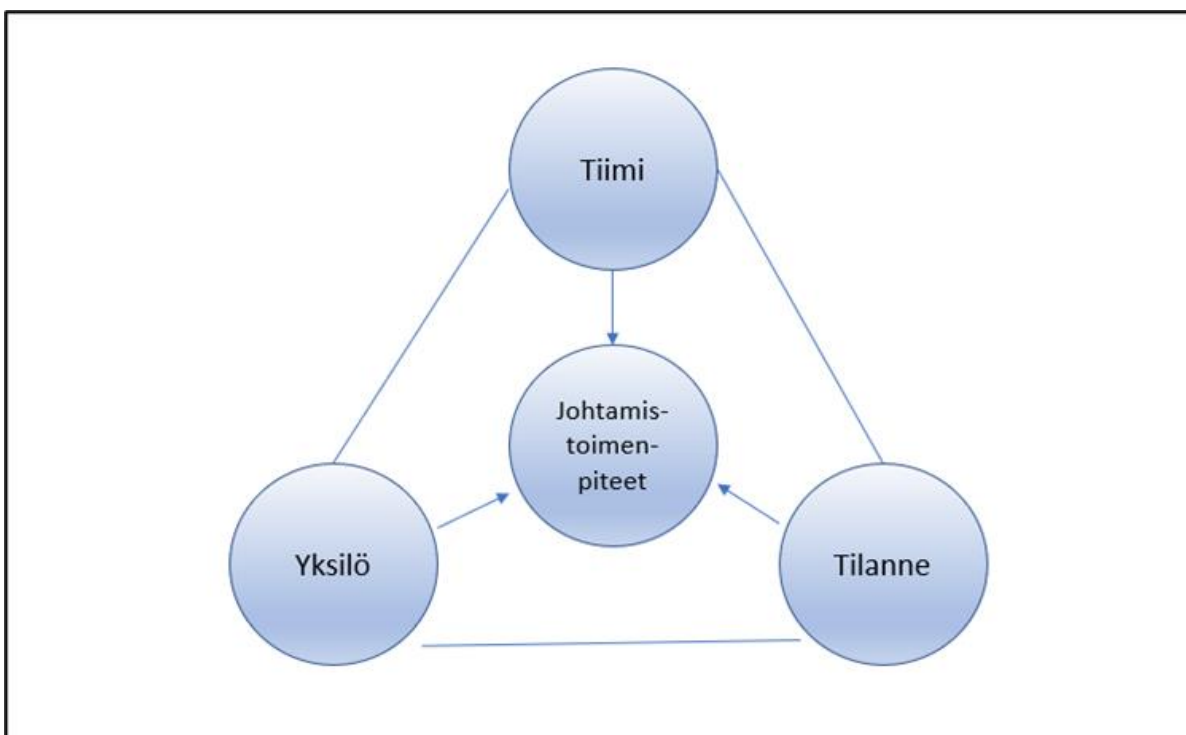 Tiimi
Johtamis-
toimen-
piteet
Yksilö
Tilanne